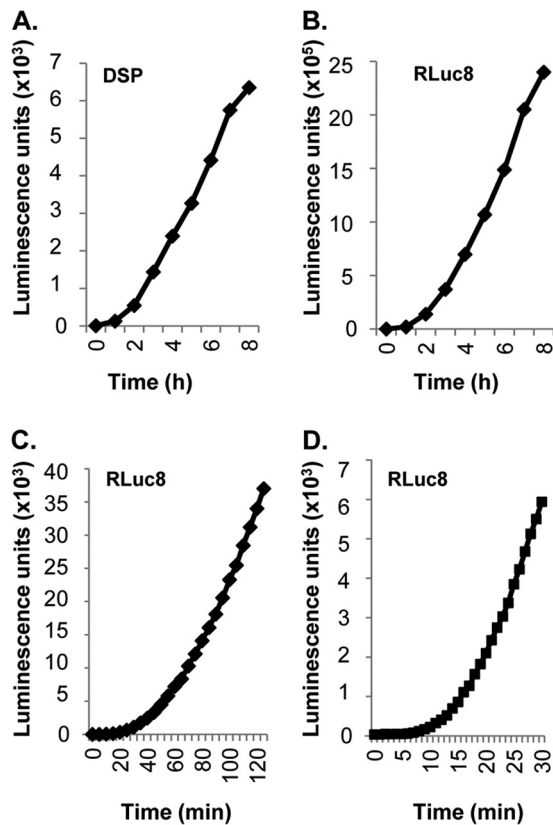 A.
DSP
Luminescence units (x10³)
7
6
5
4
3
2
1
0
0 2 4 6 8
Time (h)
B.
RLuc8
Luminescence units (x10⁵)
25
20
15
10
5
0
0 2 4 6 8
Time (h)
C.
RLuc8
Luminescence units (x10³)
40
35
30
25
20
15
10
5
0
0 20 40 60 80 100 120
Time (min)
D.
RLuc8
Luminescence units (x10³)
6
7
5
4
3
2
1
0
0 5 10 15 20 25 30
Time (min)